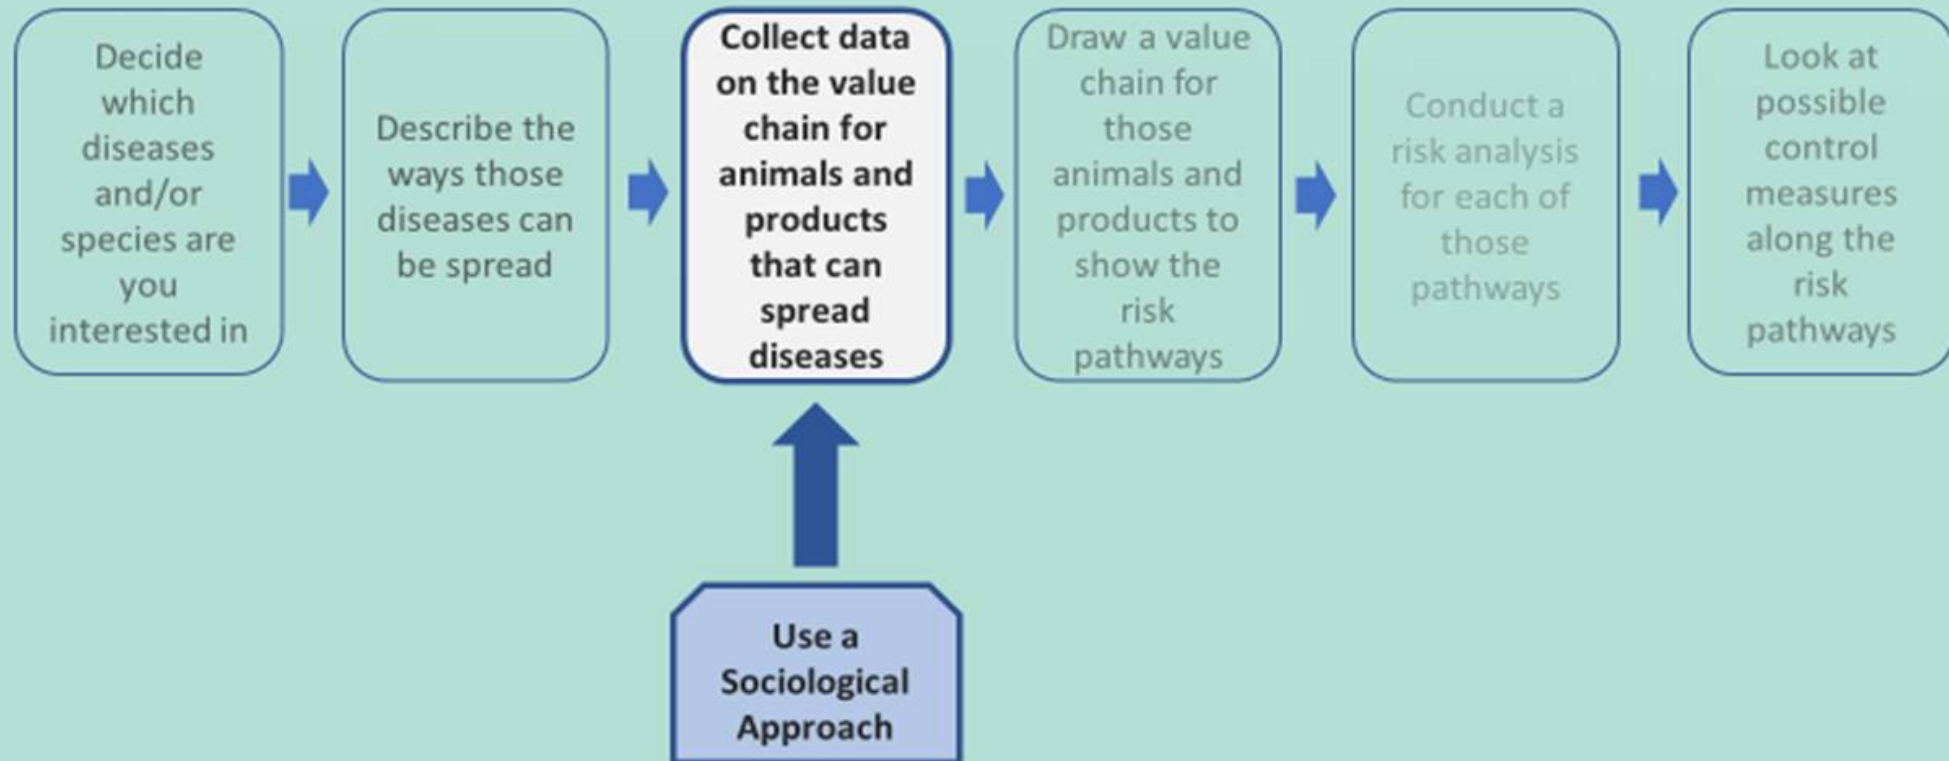 Decide
which
diseases
and/or
species are
you
interested in
Describe the
ways those
diseases can
be spread
Collect data
on the value
chain for
animals and
products
that can
spread
diseases
Draw a value
chain for
those
animals and
products to
show the
risk
pathways
Conduct a
risk analysis
for each of
those
pathways
Look at
possible
control
measures
along the
risk
pathways
Use a
Sociological
Approach